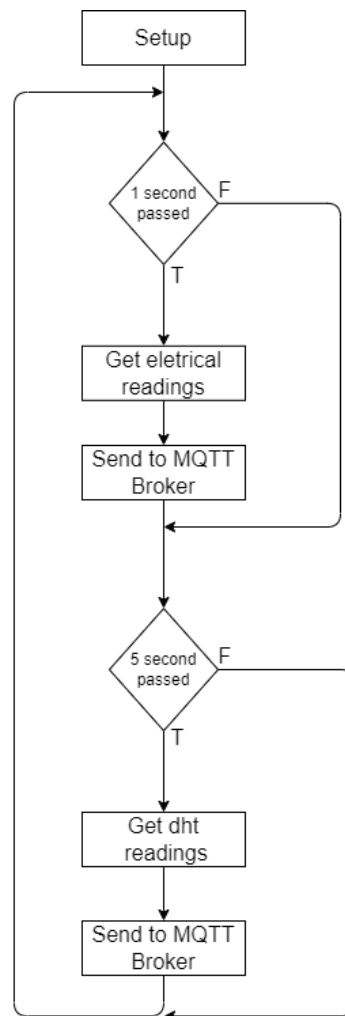 Setup
1 second
passed
F
T
Get eletrical
readings
Send to MQTT
Broker
5 second
passed
F
T
Get dht
readings
Send to MQTT
Broker